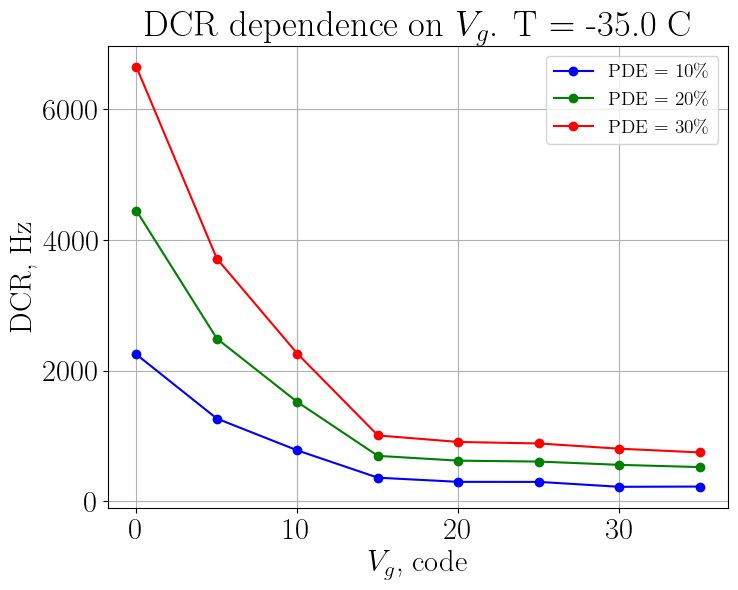 DCR dependence on V_g. T = -35.0 C
PDE = 10%
PDE = 20%
PDE = 30%
6000
4000
2000
0
DCR, Hz
0 10 20 30
V_g, code